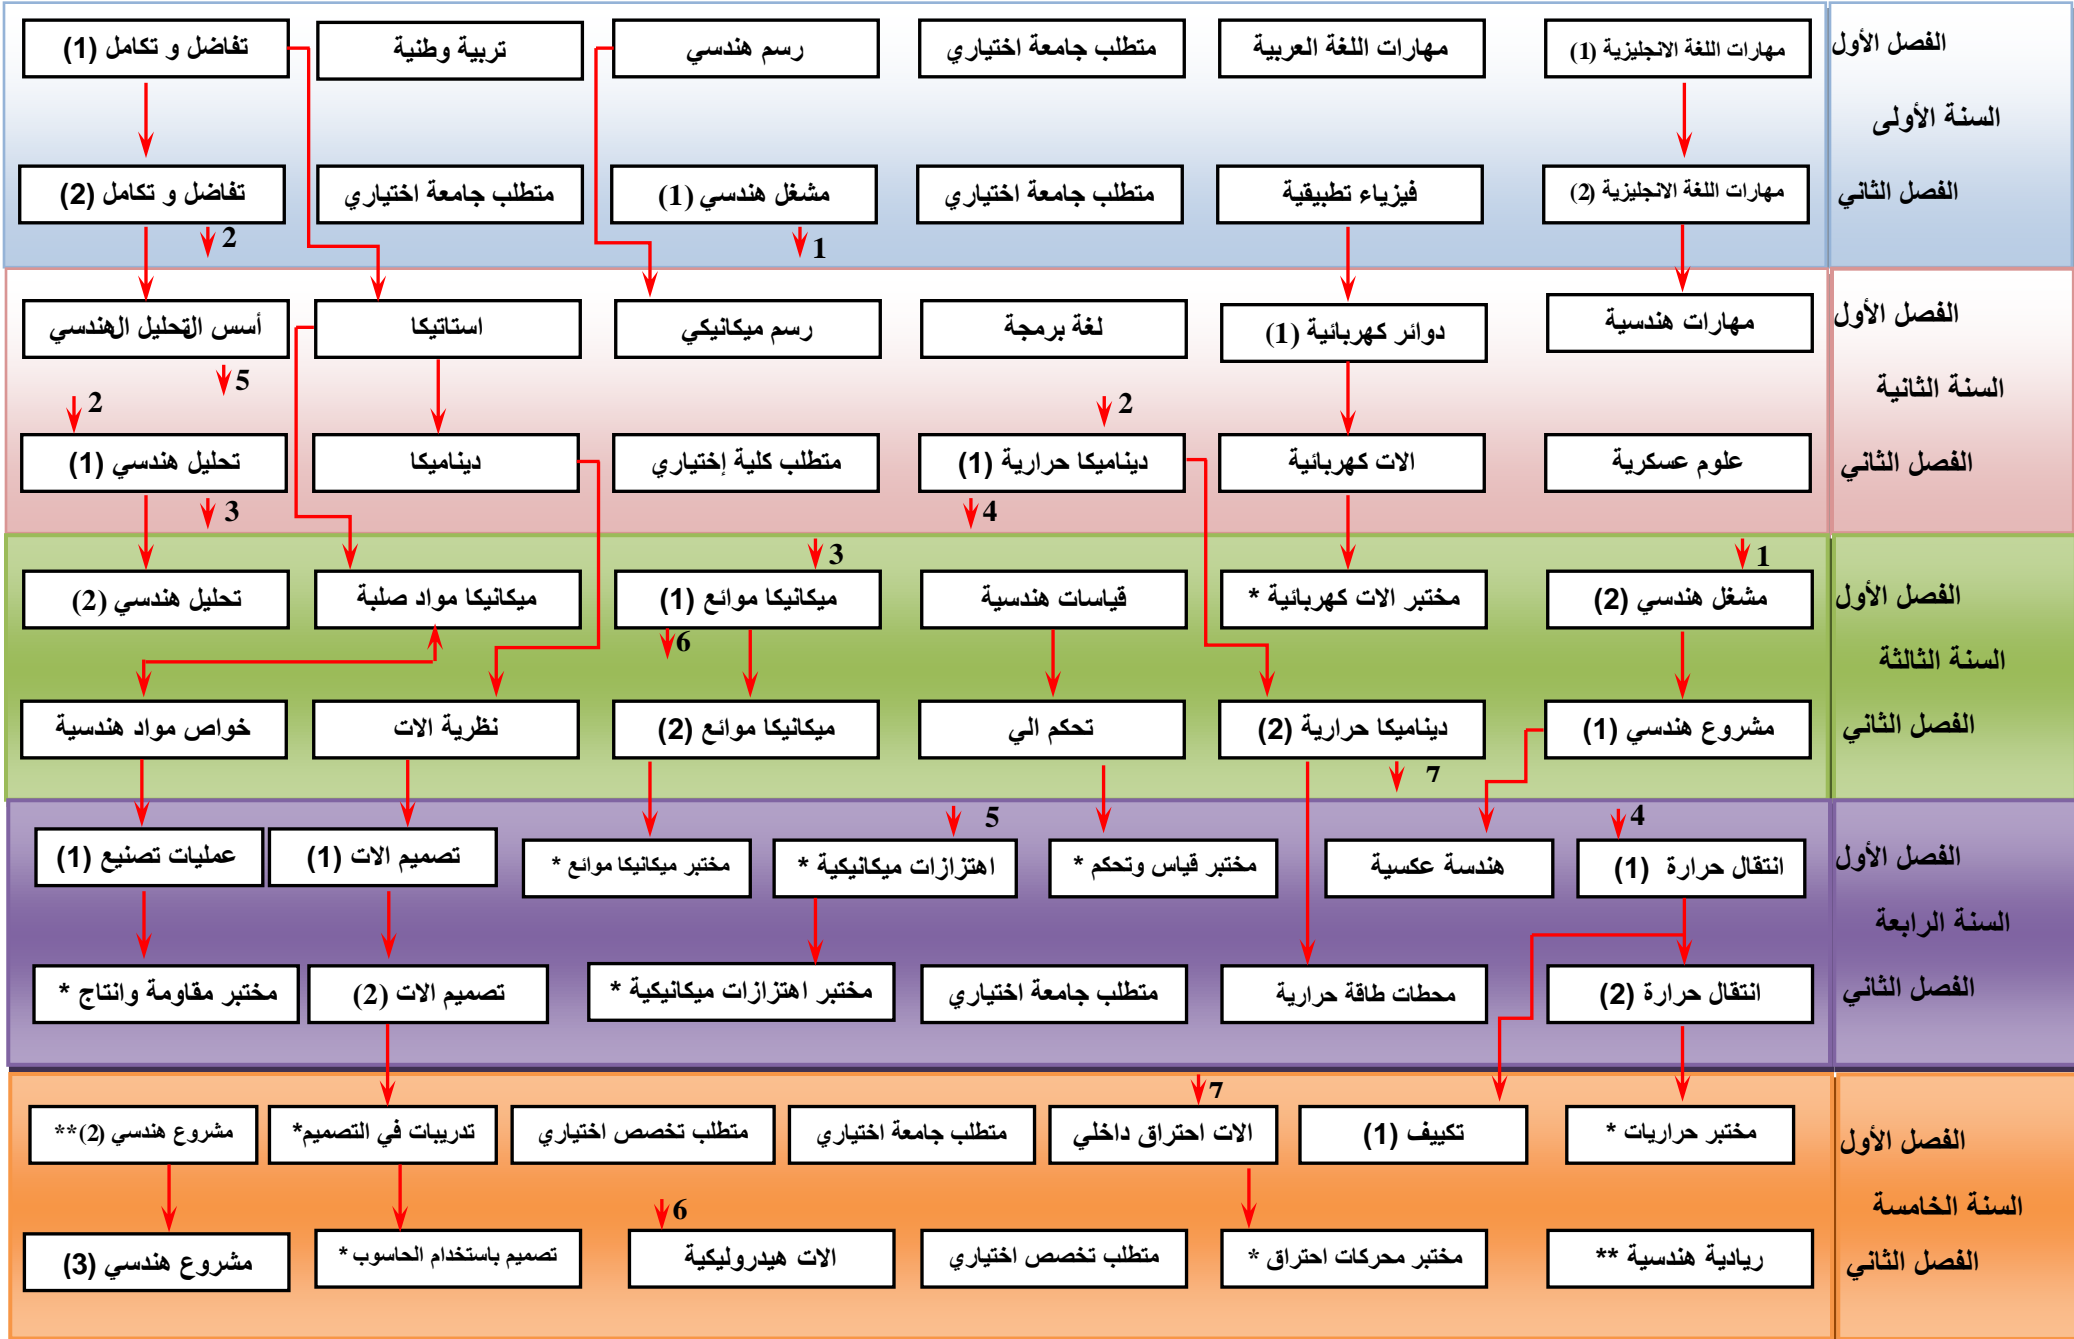 الفصل الأول
مهارات اللغة الانجليزية (1)
مهارات اللغة العربية
متطلب جامعة اختياري
رسم هندسي
تربية وطنية
تفاضل و تكامل (1)
السنة الأولى
الفصل الثاني
مهارات اللغة الانجليزية (2)
فيزياء تطبيقية
متطلب جامعة اختياري
مشغل هندسي (1)
متطلب جامعة اختياري
تفاضل و تكامل (2)
1
2
الفصل الأول
مهارات هندسية
دوائر كهربائية (1)
لغة برمجة
رسم ميكانيكي
استاتيكا
أسس التحليل الهندسي
5
السنة الثانية
2
2
الفصل الثاني
علوم عسكرية
الات كهربائية
ديناميكا حرارية (1)
متطلب كلية إختياري
ديناميكا
تحليل هندسي (1)
4
3
1
3
الفصل الأول
مشغل هندسي (2)
مختبر الات كهربائية *
قياسات هندسية
ميكانيكا موائع (1)
ميكانيكا مواد صلبة
تحليل هندسي (2)
6
السنة الثالثة
الفصل الثاني
مشروع هندسي (1)
ديناميكا حرارية (2)
تحكم الي
ميكانيكا موائع (2)
نظرية الات
خواص مواد هندسية
7
4
5
الفصل الأول
انتقال حرارة (1)
هندسة عكسية
مختبر قياس وتحكم *
اهتزازات ميكانيكية *
مختبر ميكانيكا موائع *
تصميم الات (1)
عمليات تصنيع (1)
السنة الرابعة
الفصل الثاني
انتقال حرارة (2)
محطات طاقة حرارية
متطلب جامعة اختياري
مختبر اهتزازات ميكانيكية *
تصميم الات (2)
مختبر مقاومة وانتاج *
7
الفصل الأول
مختبر حراريات *
تكييف (1)
الات احتراق داخلي
متطلب جامعة اختياري
متطلب تخصص اختياري
تدريبات في التصميم*
مشروع هندسي (2)**
السنة الخامسة
6
الفصل الثاني
ريادية هندسية **
مختبر محركات احتراق *
متطلب تخصص اختياري
الات هيدروليكية
تصميم باستخدام الحاسوب *
مشروع هندسي (3)